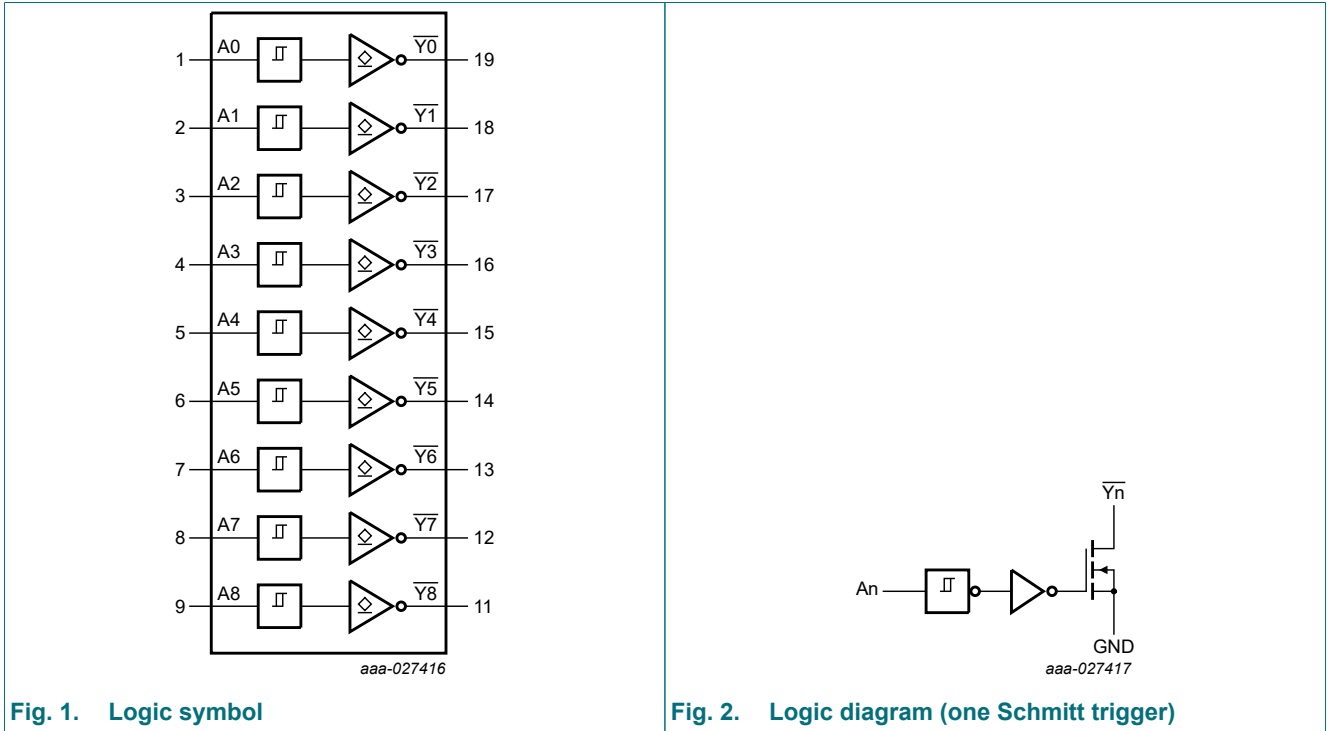 1 A0 Y0 19
2 A1 Y1 18
3 A2 Y2 17
4 A3 Y3 16
5 A4 Y4 15
6 A5 Y5 14
7 A6 Y6 13
8 A7 Y7 12
9 A8 Y8 11
aaa-027416
Fig. 1. Logic symbol
Yn
An
GND
aaa-027417
Fig. 2. Logic diagram (one Schmitt trigger)